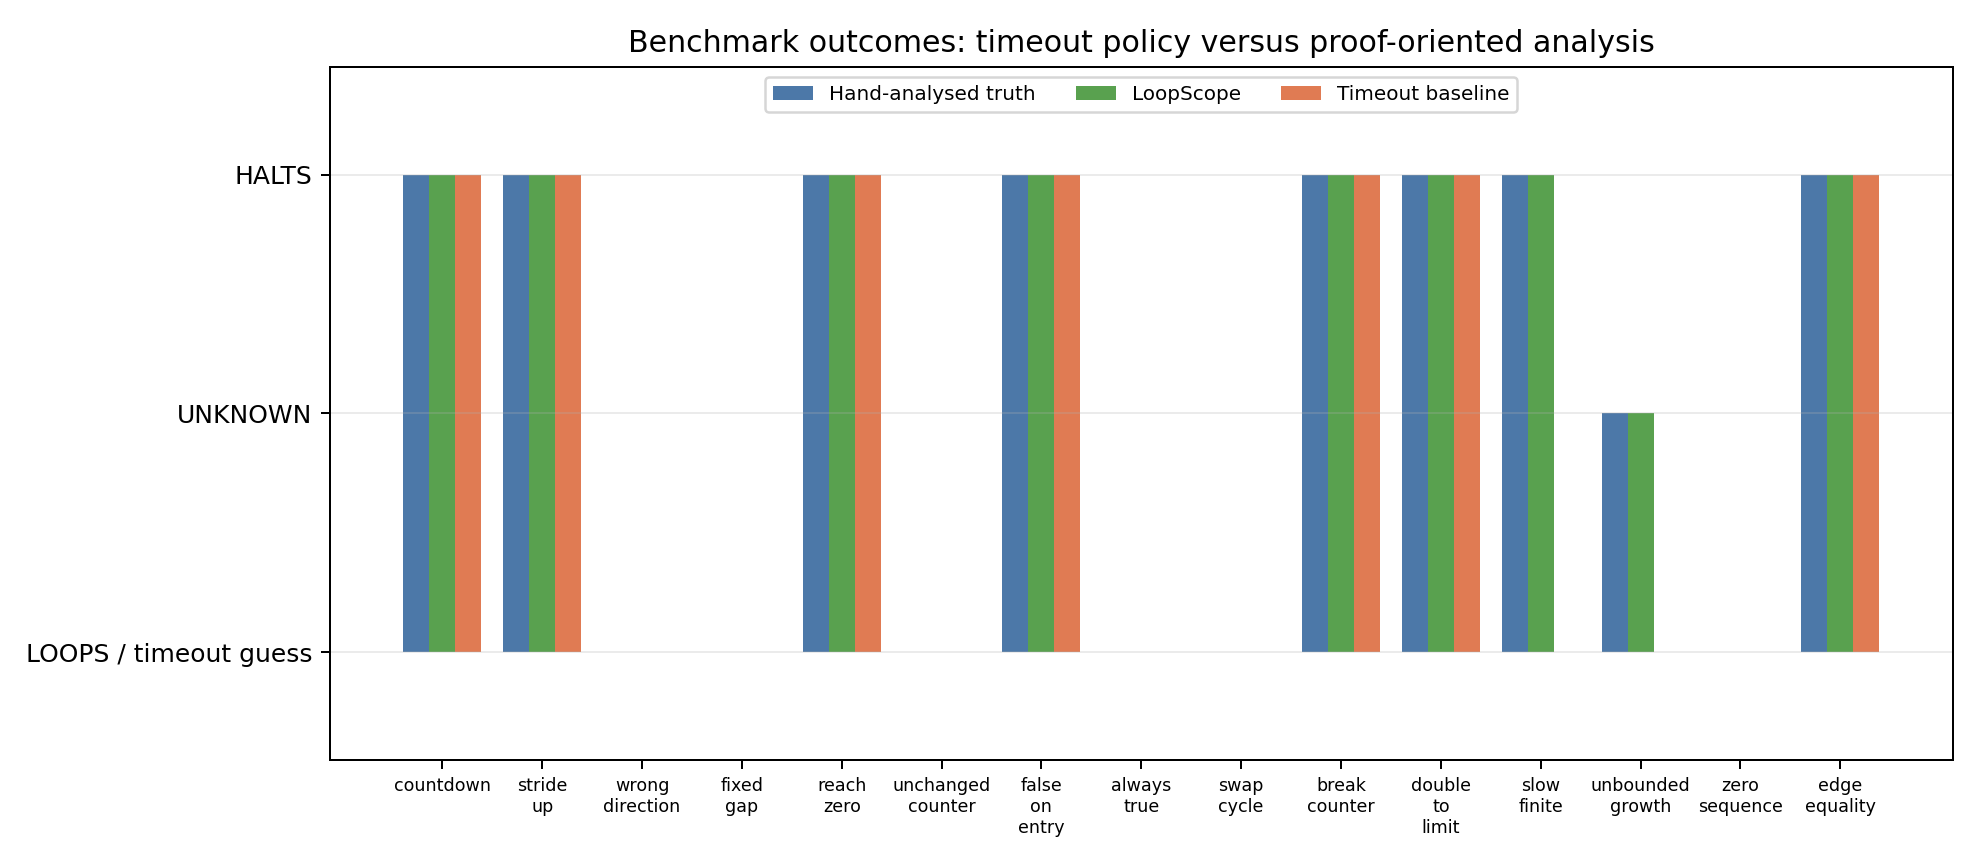 Benchmark outcomes: timeout policy versus proof-oriented analysis
Hand-analysed truth
LoopScope
Timeout baseline
HALTS
UNKNOWN
LOOPS / timeout guess
countdown
stride
up
wrong
direction
fixed
gap
reach
zero
unchanged
counter
false
on
entry
always
true
swap
cycle
break
counter
double
to
limit
slow
finite
unbounded
growth
zero
sequence
edge
equality